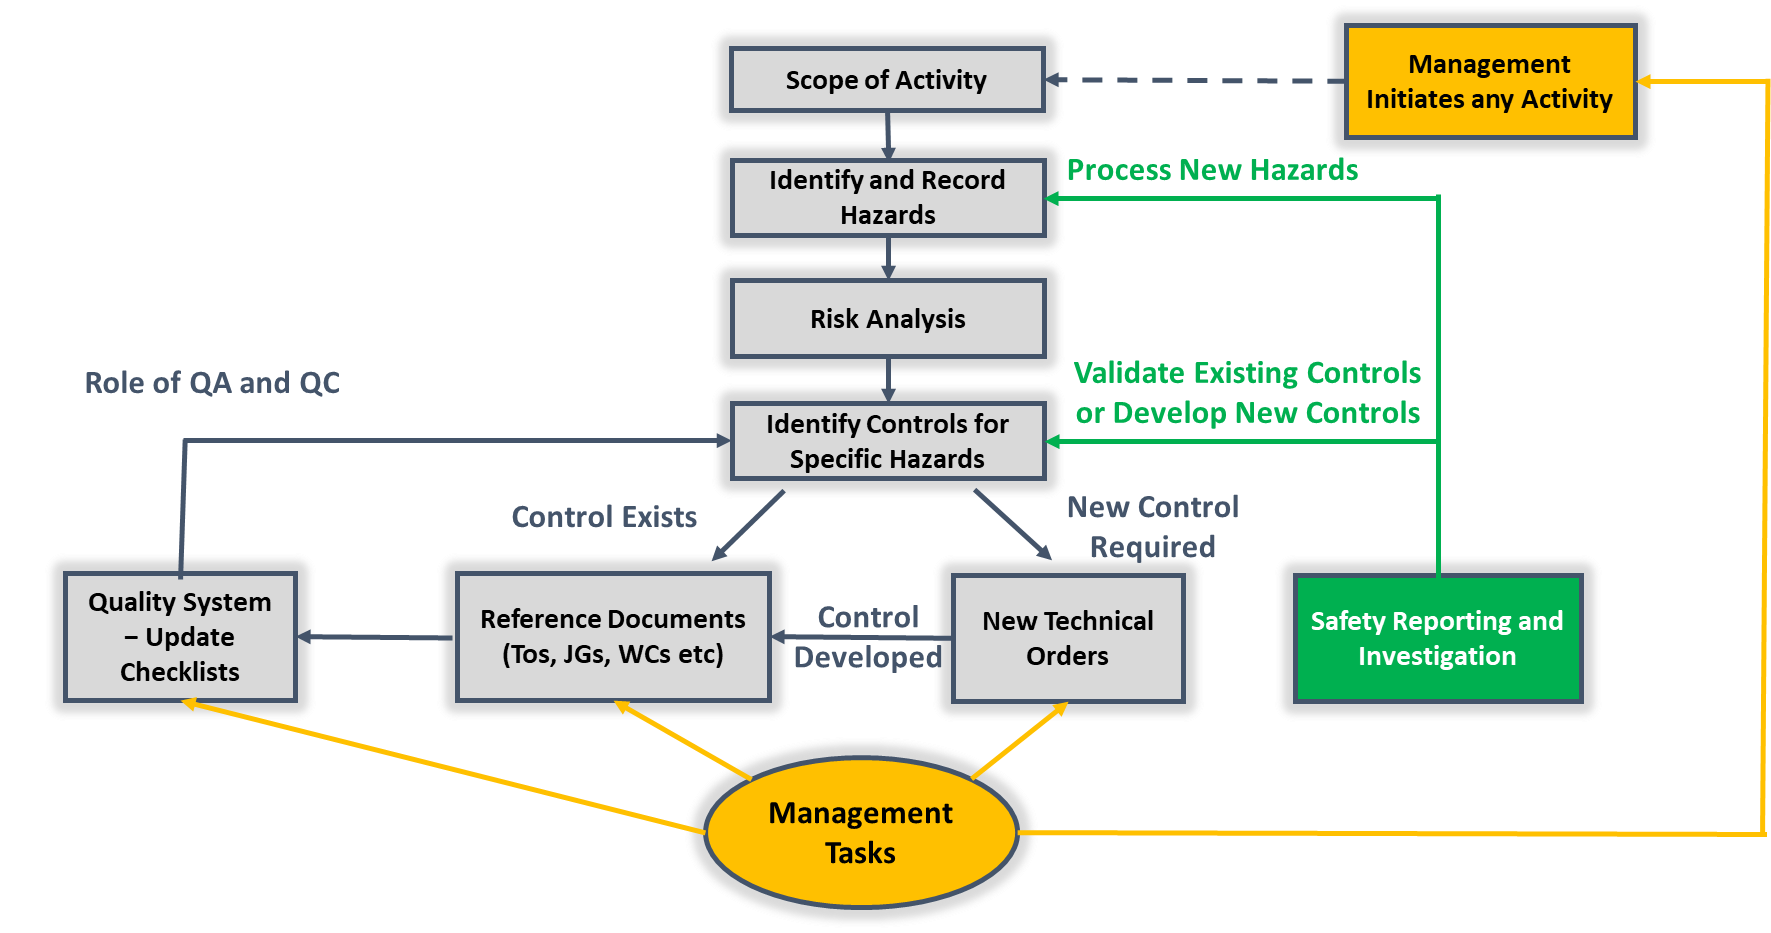 Scope of Activity
Management
Initiates any Activity
Identify and Record
Hazards
Process New Hazards
Risk Analysis
Role of QA and QC
Validate Existing Controls
or Develop New Controls
Identify Controls for
Specific Hazards
Control Exists
New Control
Required
Quality System
– Update
Checklists
Reference Documents
(Tos, JGs, WCs etc)
Control
Developed
New Technical
Orders
Safety Reporting and
Investigation
Management
Tasks